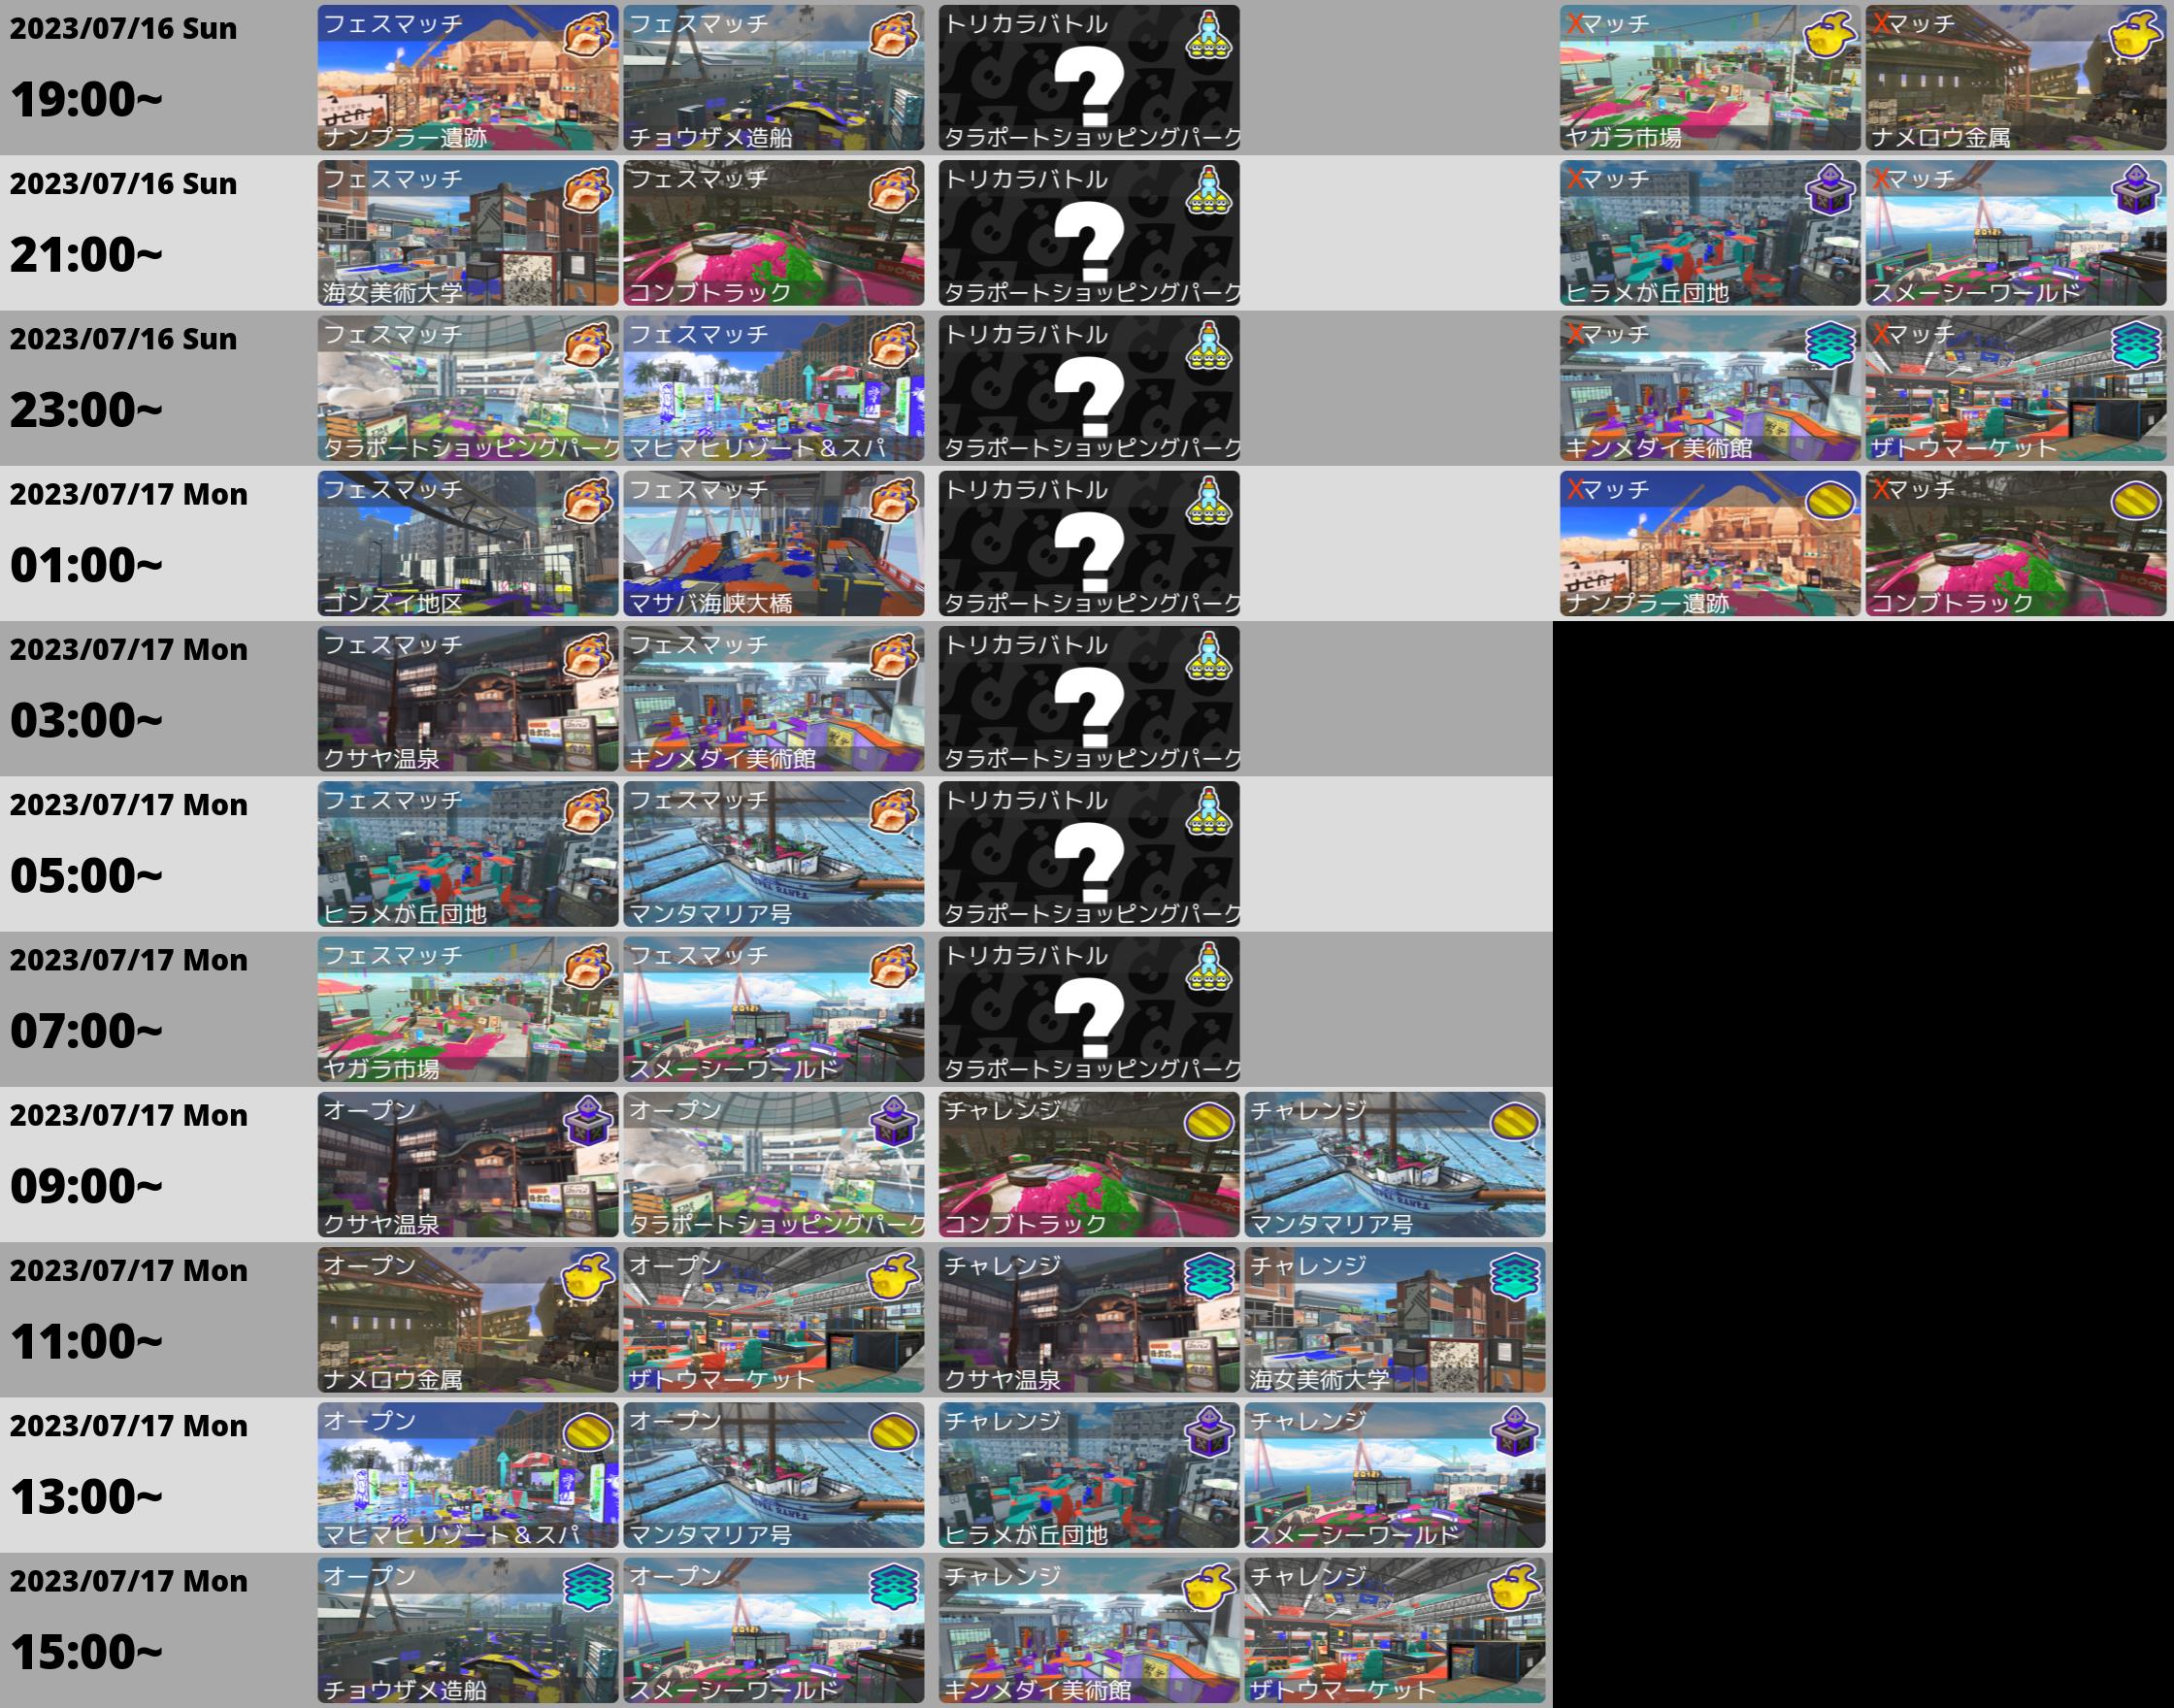 2023/07/16 Sun
19:00~
フェスマッチ
ナンプラー遺跡
フェスマッチ
チョウザメ造船
トリカラバトル
?
タラポートショッピングパーク
Xマッチ
ヤガラ市場
Xマッチ
ナメロウ金属
2023/07/16 Sun
21:00~
フェスマッチ
海女美術大学
フェスマッチ
コンブトラック
トリカラバトル
?
タラポートショッピングパーク
Xマッチ
ヒラメが丘団地
Xマッチ
スメーシーワールド
2023/07/16 Sun
23:00~
フェスマッチ
タラポートショッピングパーク
フェスマッチ
マヒマヒリゾート&スパ
トリカラバトル
?
タラポートショッピングパーク
Xマッチ
キンメダイ美術館
Xマッチ
ザトウマーケット
2023/07/17 Mon
01:00~
フェスマッチ
ゴンズイ地区
フェスマッチ
マサバ海峡大橋
トリカラバトル
?
タラポートショッピングパーク
Xマッチ
ナンプラー遺跡
Xマッチ
コンブトラック
2023/07/17 Mon
03:00~
フェスマッチ
クサヤ温泉
フェスマッチ
キンメダイ美術館
トリカラバトル
?
タラポートショッピングパーク
2023/07/17 Mon
05:00~
フェスマッチ
ヒラメが丘団地
フェスマッチ
マンタマリア号
トリカラバトル
?
タラポートショッピングパーク
2023/07/17 Mon
07:00~
フェスマッチ
ヤガラ市場
フェスマッチ
スメーシーワールド
トリカラバトル
?
タラポートショッピングパーク
2023/07/17 Mon
09:00~
オープン
クサヤ温泉
オープン
タラポートショッピングパーク
チャレンジ
コンブトラック
チャレンジ
マンタマリア号
2023/07/17 Mon
11:00~
オープン
ナメロウ金属
オープン
ザトウマーケット
チャレンジ
クサヤ温泉
チャレンジ
海女美術大学
2023/07/17 Mon
13:00~
オープン
マヒマヒリゾート&スパ
オープン
マンタマリア号
チャレンジ
ヒラメが丘団地
チャレンジ
スメーシーワールド
2023/07/17 Mon
15:00~
オープン
チョウザメ造船
オープン
スメーシーワールド
チャレンジ
キンメダイ美術館
チャレンジ
ザトウマーケット